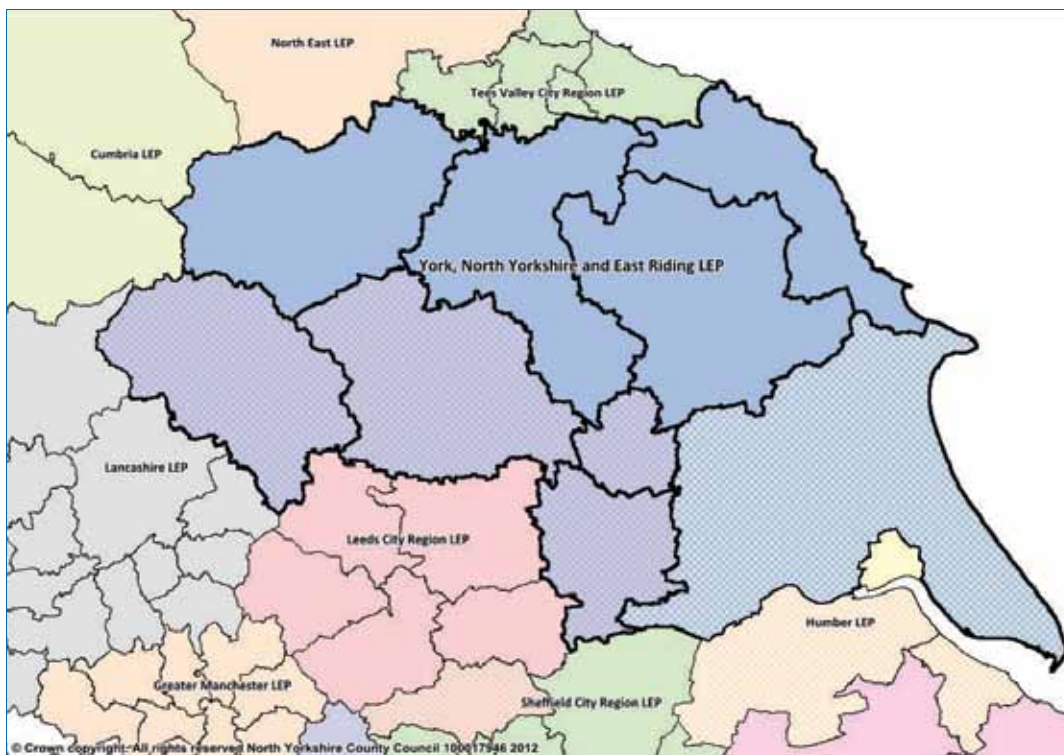 North East LEP
Tees Valley City Region LEP
Cumbria LEP
York, North Yorkshire and East Riding LEP
Lancashire LEP
Leeds City Region LEP
Humber LEP
Greater Manchester LEP
Sheffield City Region LEP
© Crown copyright. All rights reserved North Yorkshire County Council 100017946 2012